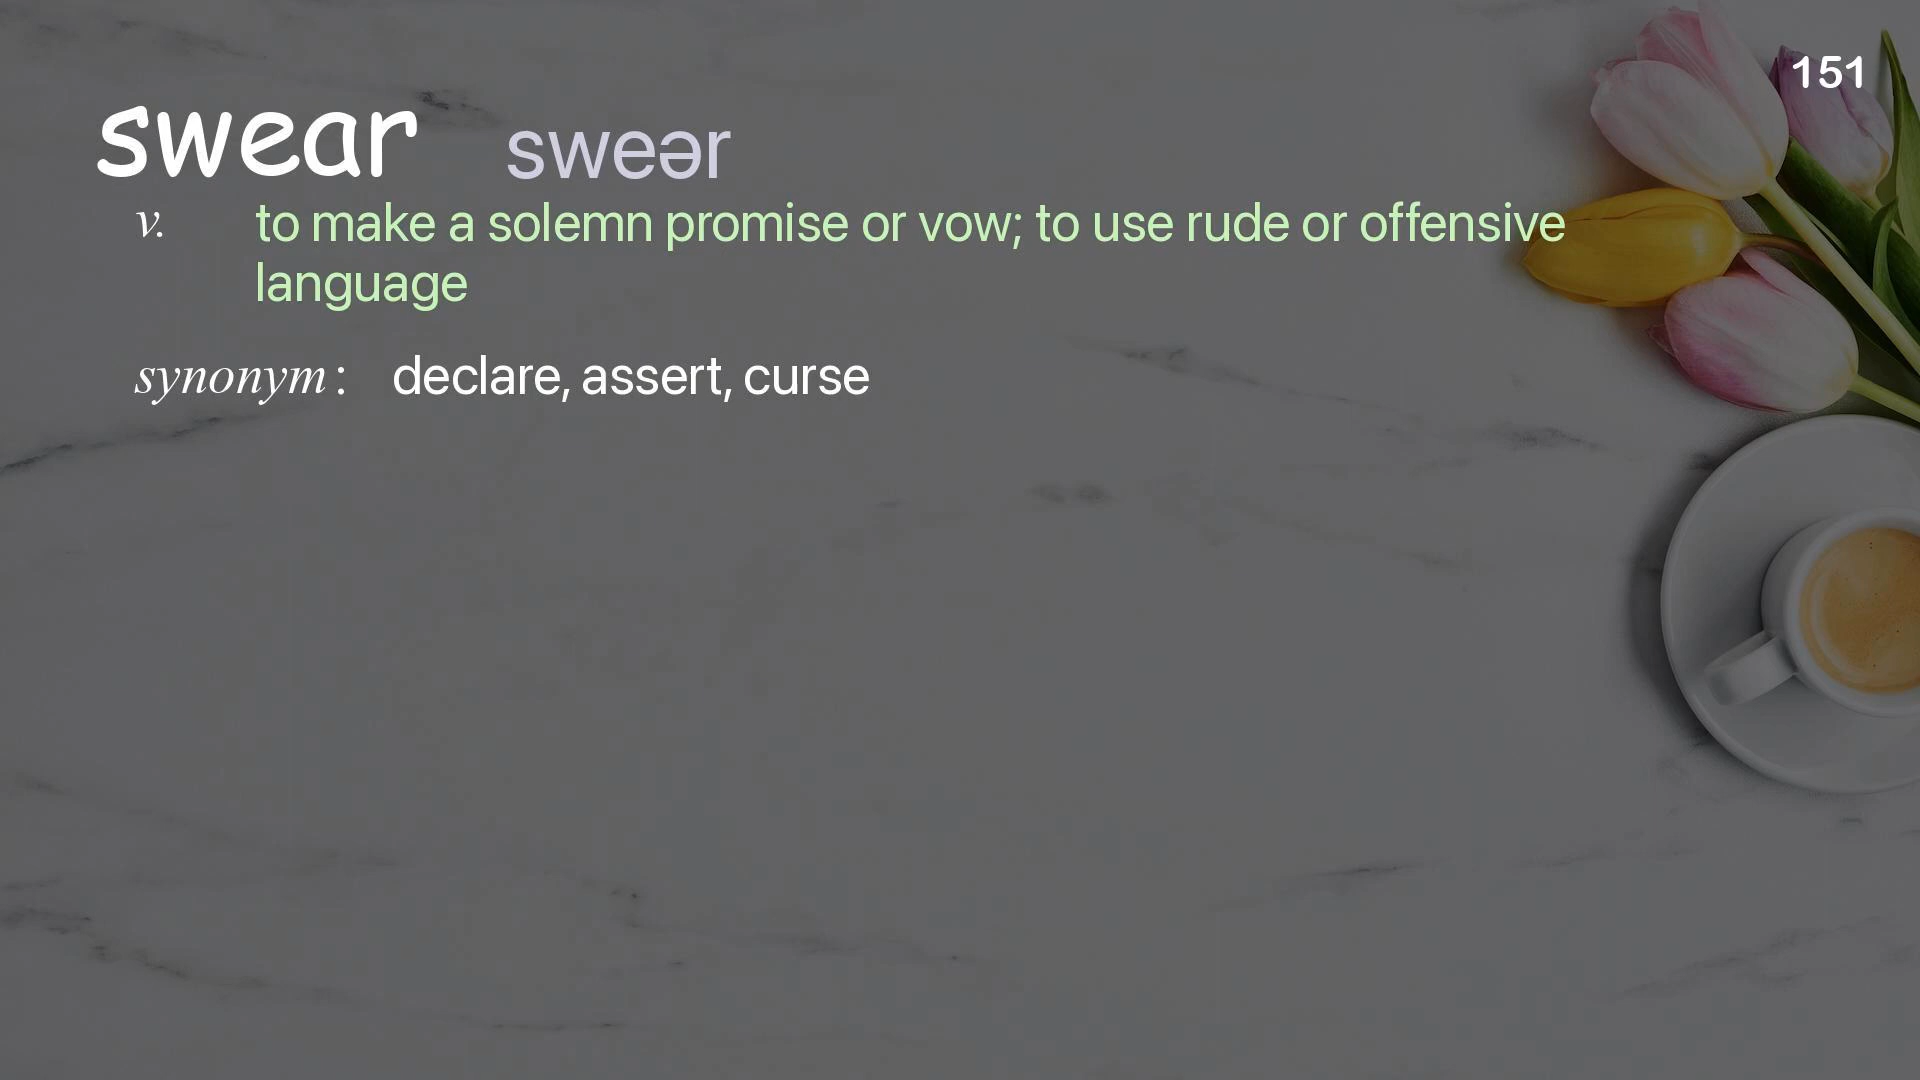 151
swear sweər
v. to make a solemn promise or vow; to use rude or offensive
language
synonym : declare, assert, curse